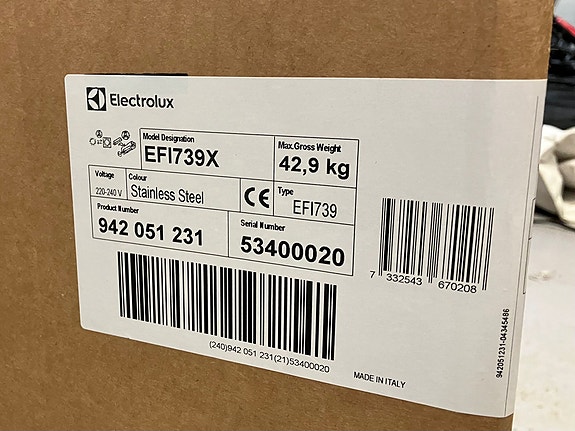 Electrolux
Model Designation
EFI739X
Max.Gross Weight
42,9 kg
Voltage
220-240 V
Colour
Stainless Steel
CE
Type
EFI739
Product Number
942 051 231
Serial Number
53400020
(240)942 051 231(21)53400020
7 332543 670208
MADE IN ITALY
942051231-04345486